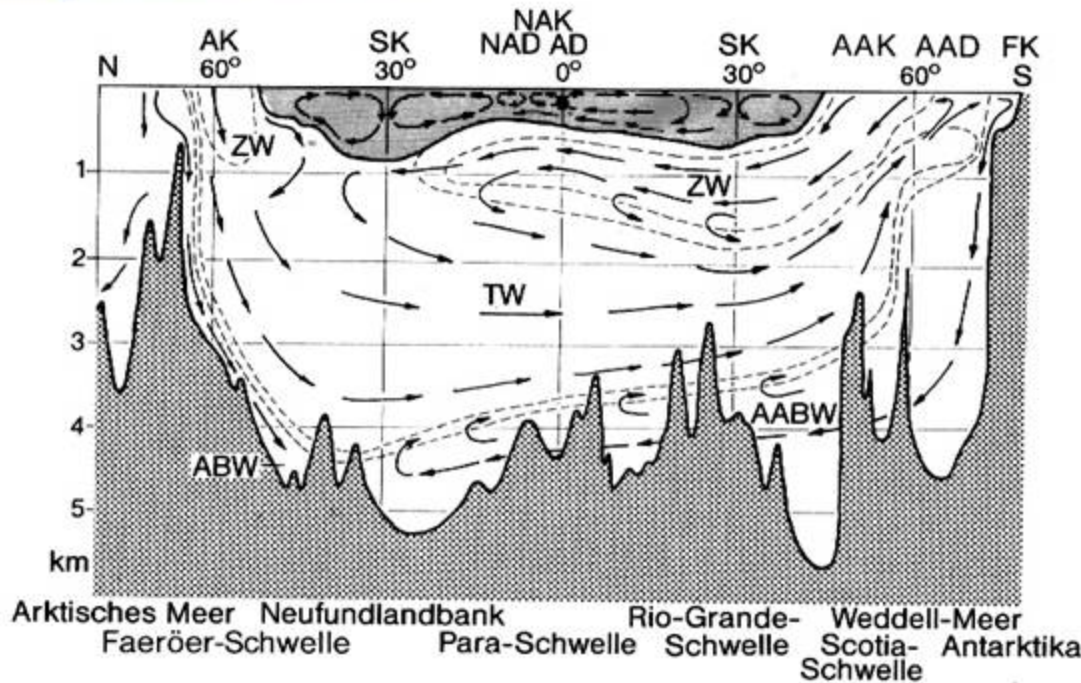 NAK
AK SK NAD AD SK AAK AAD FK
N 60° 30° 0° 30° 60° S
ZW
1
ZW
2
TW
3
AABW
4
ABW
5
km
Arktisches Meer Neufundlandbank Rio-Grande- Weddell-Meer
Faeröer-Schwelle Para-Schwelle Schwelle Scotia- Antarktika
Schwelle